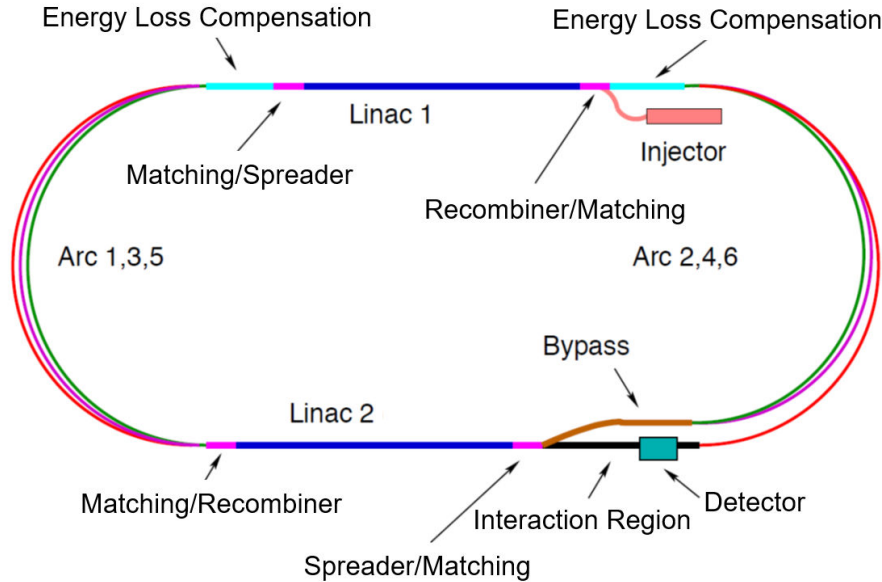 Energy Loss Compensation
Energy Loss Compensation
Linac 1
Injector
Matching/Spreader
Recombiner/Matching
Arc 1,3,5
Arc 2,4,6
Bypass
Linac 2
Matching/Recombiner
Detector
Interaction Region
Spreader/Matching